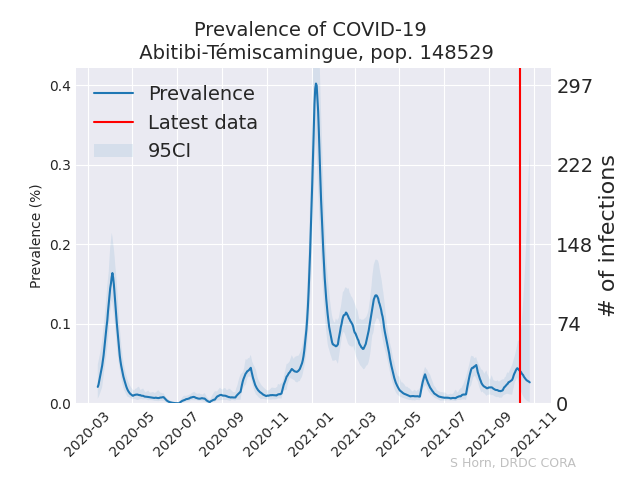 Prevalence of COVID-19
Abitibi-Témiscamingue, pop. 148529
Prevalence
Latest data
95CI
Prevalence (%)
0.4
0.3
0.2
0.1
0.0
297
222
148
74
0
# of infections
2020-03
2020-05
2020-07
2020-09
2020-11
2021-01
2021-03
2021-05
2021-07
2021-09
2021-11
S Horn, DRDC CORA